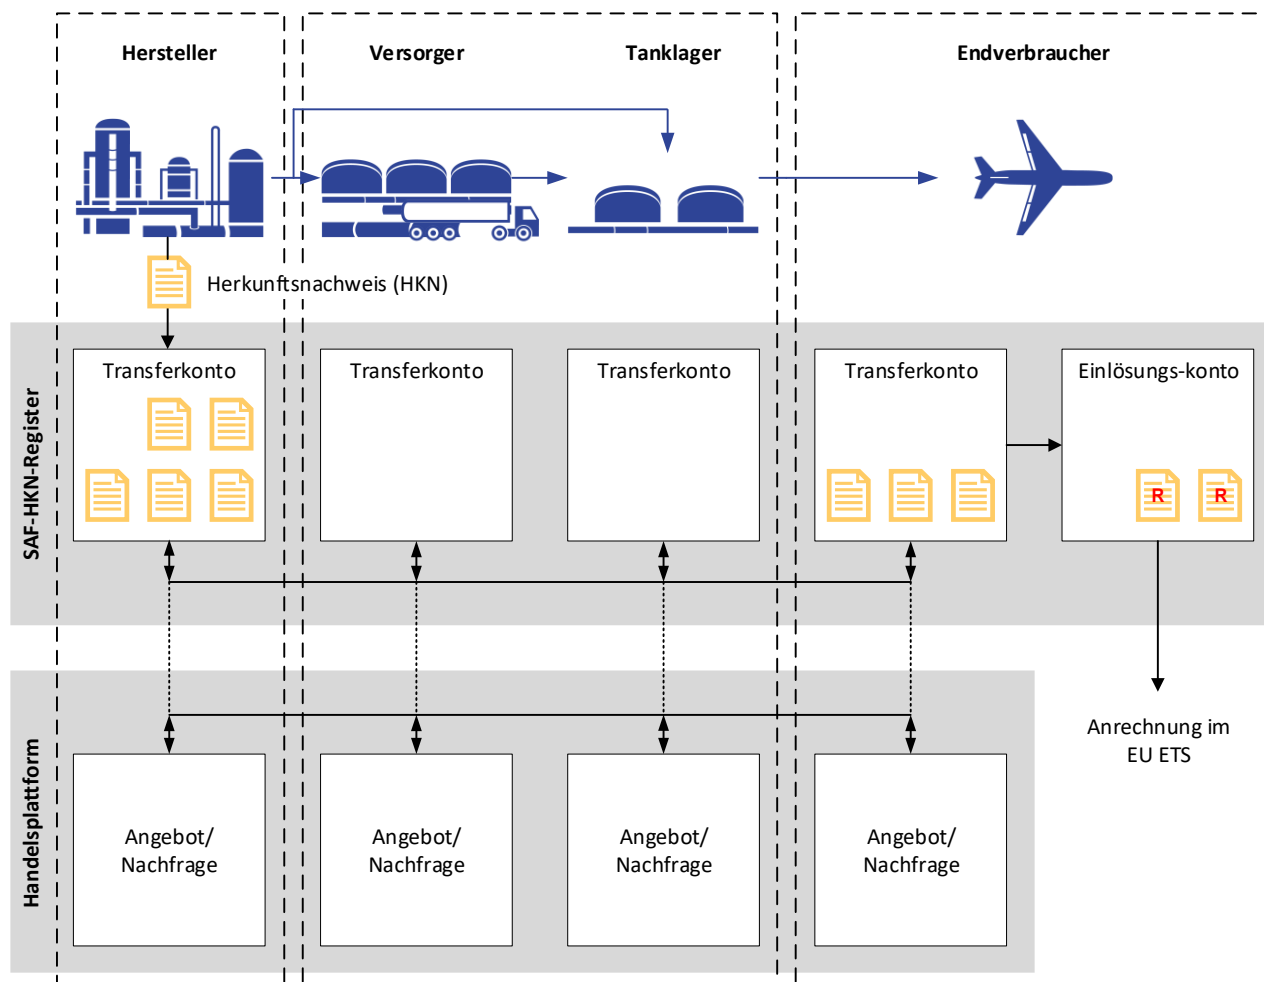 Hersteller
Versorger
Tanklager
Endverbraucher
Herkunftsnachweis (HKN)
SAF-HKN-Register
Transferkonto
Transferkonto
Transferkonto
Transferkonto
Einlösungs-konto
R
R
Anrechnung im
EU ETS
Handelsplattform
Angebot/
Nachfrage
Angebot/
Nachfrage
Angebot/
Nachfrage
Angebot/
Nachfrage